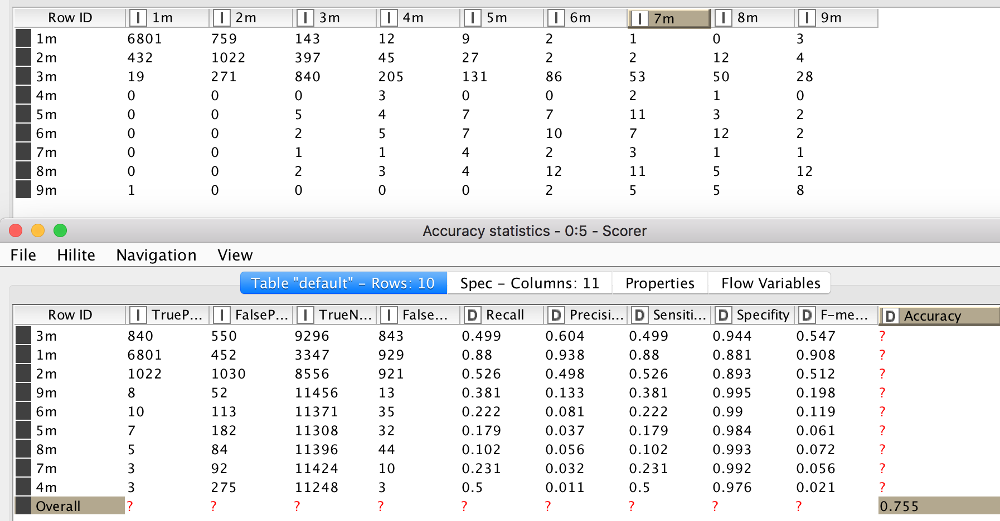 Row ID I 1m I 2m I 3m I 4m I 5m I 6m I 7m I 8m I 9m
1m 6801 759 143 12 9 2 1 0 3
2m 432 1022 397 45 27 2 2 12 4
3m 19 271 840 205 131 86 53 50 28
4m 0 0 0 3 0 0 2 1 0
5m 0 0 5 4 7 7 11 3 2
6m 0 0 2 5 7 10 7 12 2
7m 0 0 1 1 4 2 3 1 1
8m 0 0 2 3 4 12 11 5 12
9m 1 0 0 0 0 2 5 5 8
Accuracy statistics - 0:5 - Scorer
File Hilite Navigation View
Table "default" - Rows: 10 Spec - Columns: 11 Properties Flow Variables
Row ID I TrueP... I FalseP... I TrueN... I False... D Recall D Precisi... D Sensiti... D Specifity D F-me... D Accuracy
3m 840 550 9296 843 0.499 0.604 0.499 0.944 0.547 ?
1m 6801 452 3347 929 0.88 0.938 0.88 0.881 0.908 ?
2m 1022 1030 8556 921 0.526 0.498 0.526 0.893 0.512 ?
9m 8 52 11456 13 0.381 0.133 0.381 0.995 0.198 ?
6m 10 113 11371 35 0.222 0.081 0.222 0.99 0.119 ?
5m 7 182 11308 32 0.179 0.037 0.179 0.984 0.061 ?
8m 5 84 11396 44 0.102 0.056 0.102 0.993 0.072 ?
7m 3 92 11424 10 0.231 0.032 0.231 0.992 0.056 ?
4m 3 275 11248 3 0.5 0.011 0.5 0.976 0.021 ?
Overall ? ? ? ? ? ? ? ? ? 0.755